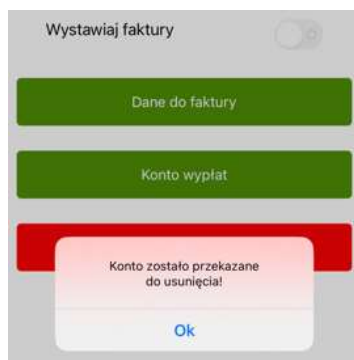 Wystawiaj faktury
Dane do faktury
Konto wypłat
Konto zostało przekazane
do usunięcia!
Ok